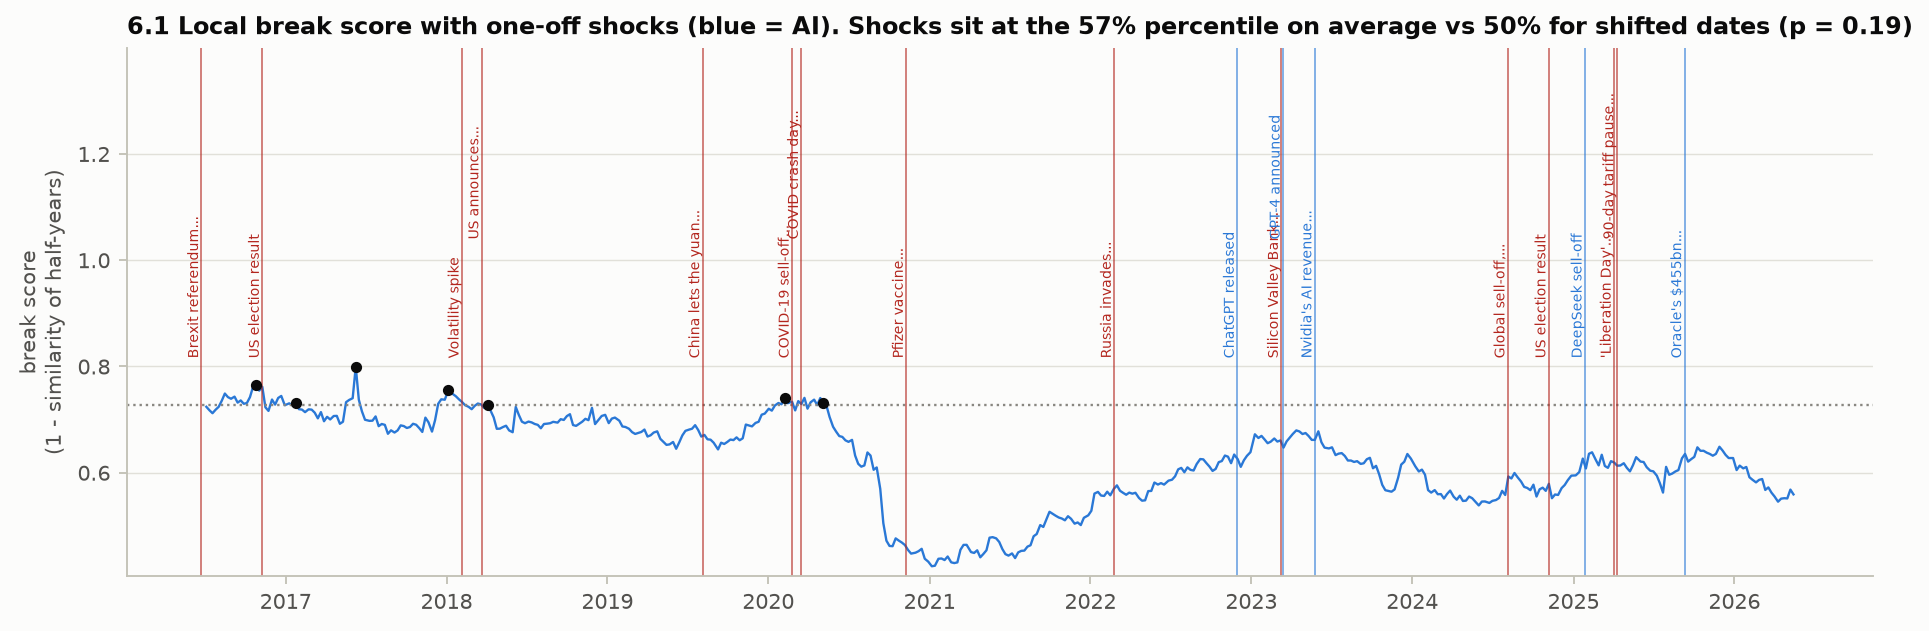 6.1 Local break score with one-off shocks (blue = AI). Shocks sit at the 57% percentile on average vs 50% for shifted dates (p = 0.19)
break score
(1 - similarity of half-years)
1.2
1.0
0.8
0.6
Brexit referendum...
US election result
Volatility spike
US announces...
China lets the yuan...
COVID-19 sell-off...
COVID crash day...
Pfizer vaccine...
Russia invades...
ChatGPT released
Silicon Valley Bank...
GPT-4 announced
Nvidia's AI revenue...
Global sell-off,...
US election result
DeepSeek sell-off
'Liberation Day'...
90-day tariff pause...
Oracle's $455bn...
2017
2018
2019
2020
2021
2022
2023
2024
2025
2026